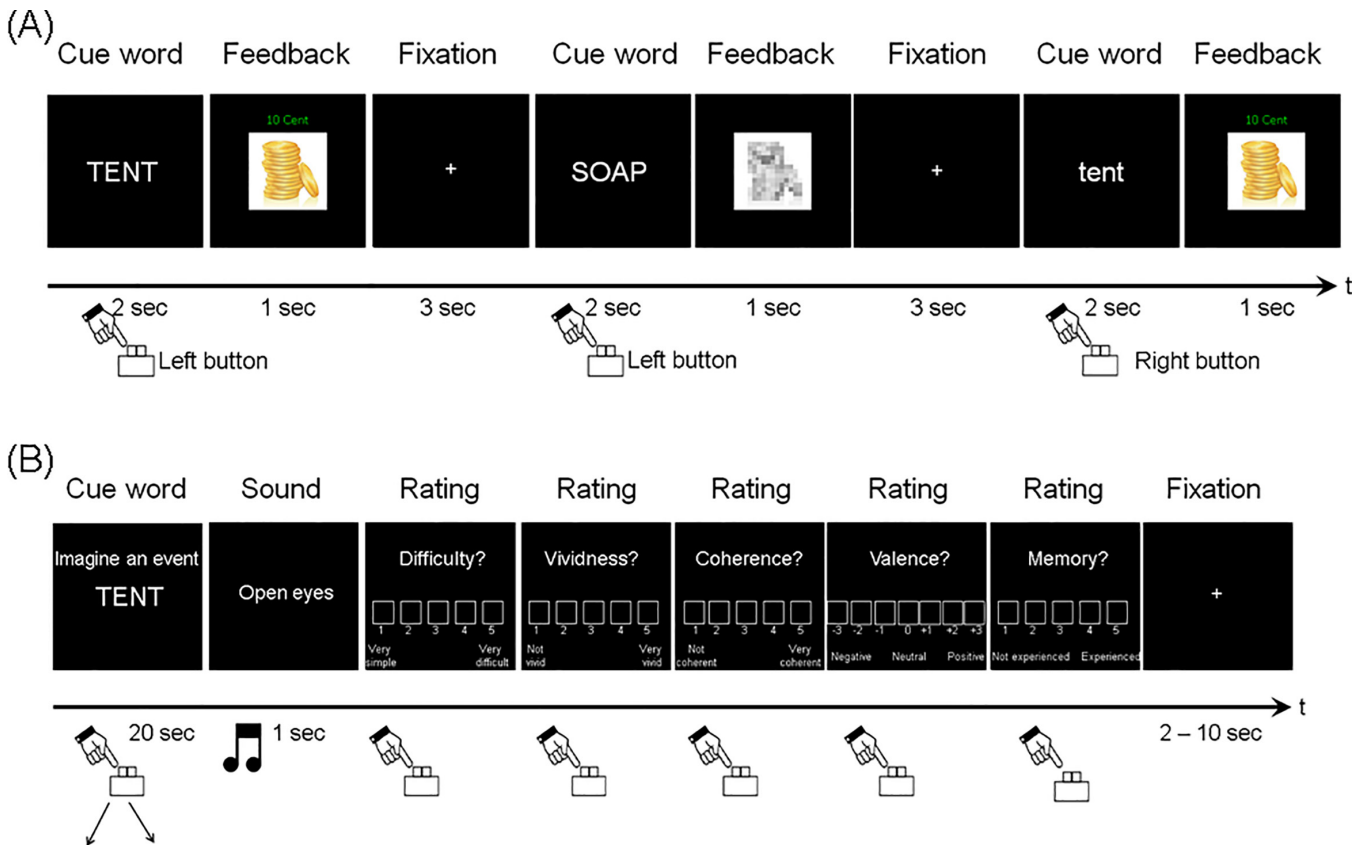 (A)
Cue word Feedback Fixation Cue word Feedback Fixation Cue word Feedback
10 Cent 10 Cent
TENT + SOAP + tent
t
2 sec 1 sec 3 sec 2 sec 1 sec 3 sec 2 sec 1 sec
Left button Left button Right button
(B)
Cue word Sound Rating Rating Rating Rating Rating Fixation
Imagine an event Difficulty? Vividness? Coherence? Valence? Memory?
TENT Open eyes +
1 2 3 4 5 1 2 3 4 5 1 2 3 4 5 -3 -2 -1 0 +1 +2 +3 1 2 3 4 5
Very Very Not Very Not Very
simple difficult vivid vivid coherent coherent Negative Neutral Positive Not experienced Experienced
t
20 sec 1 sec 2 – 10 sec